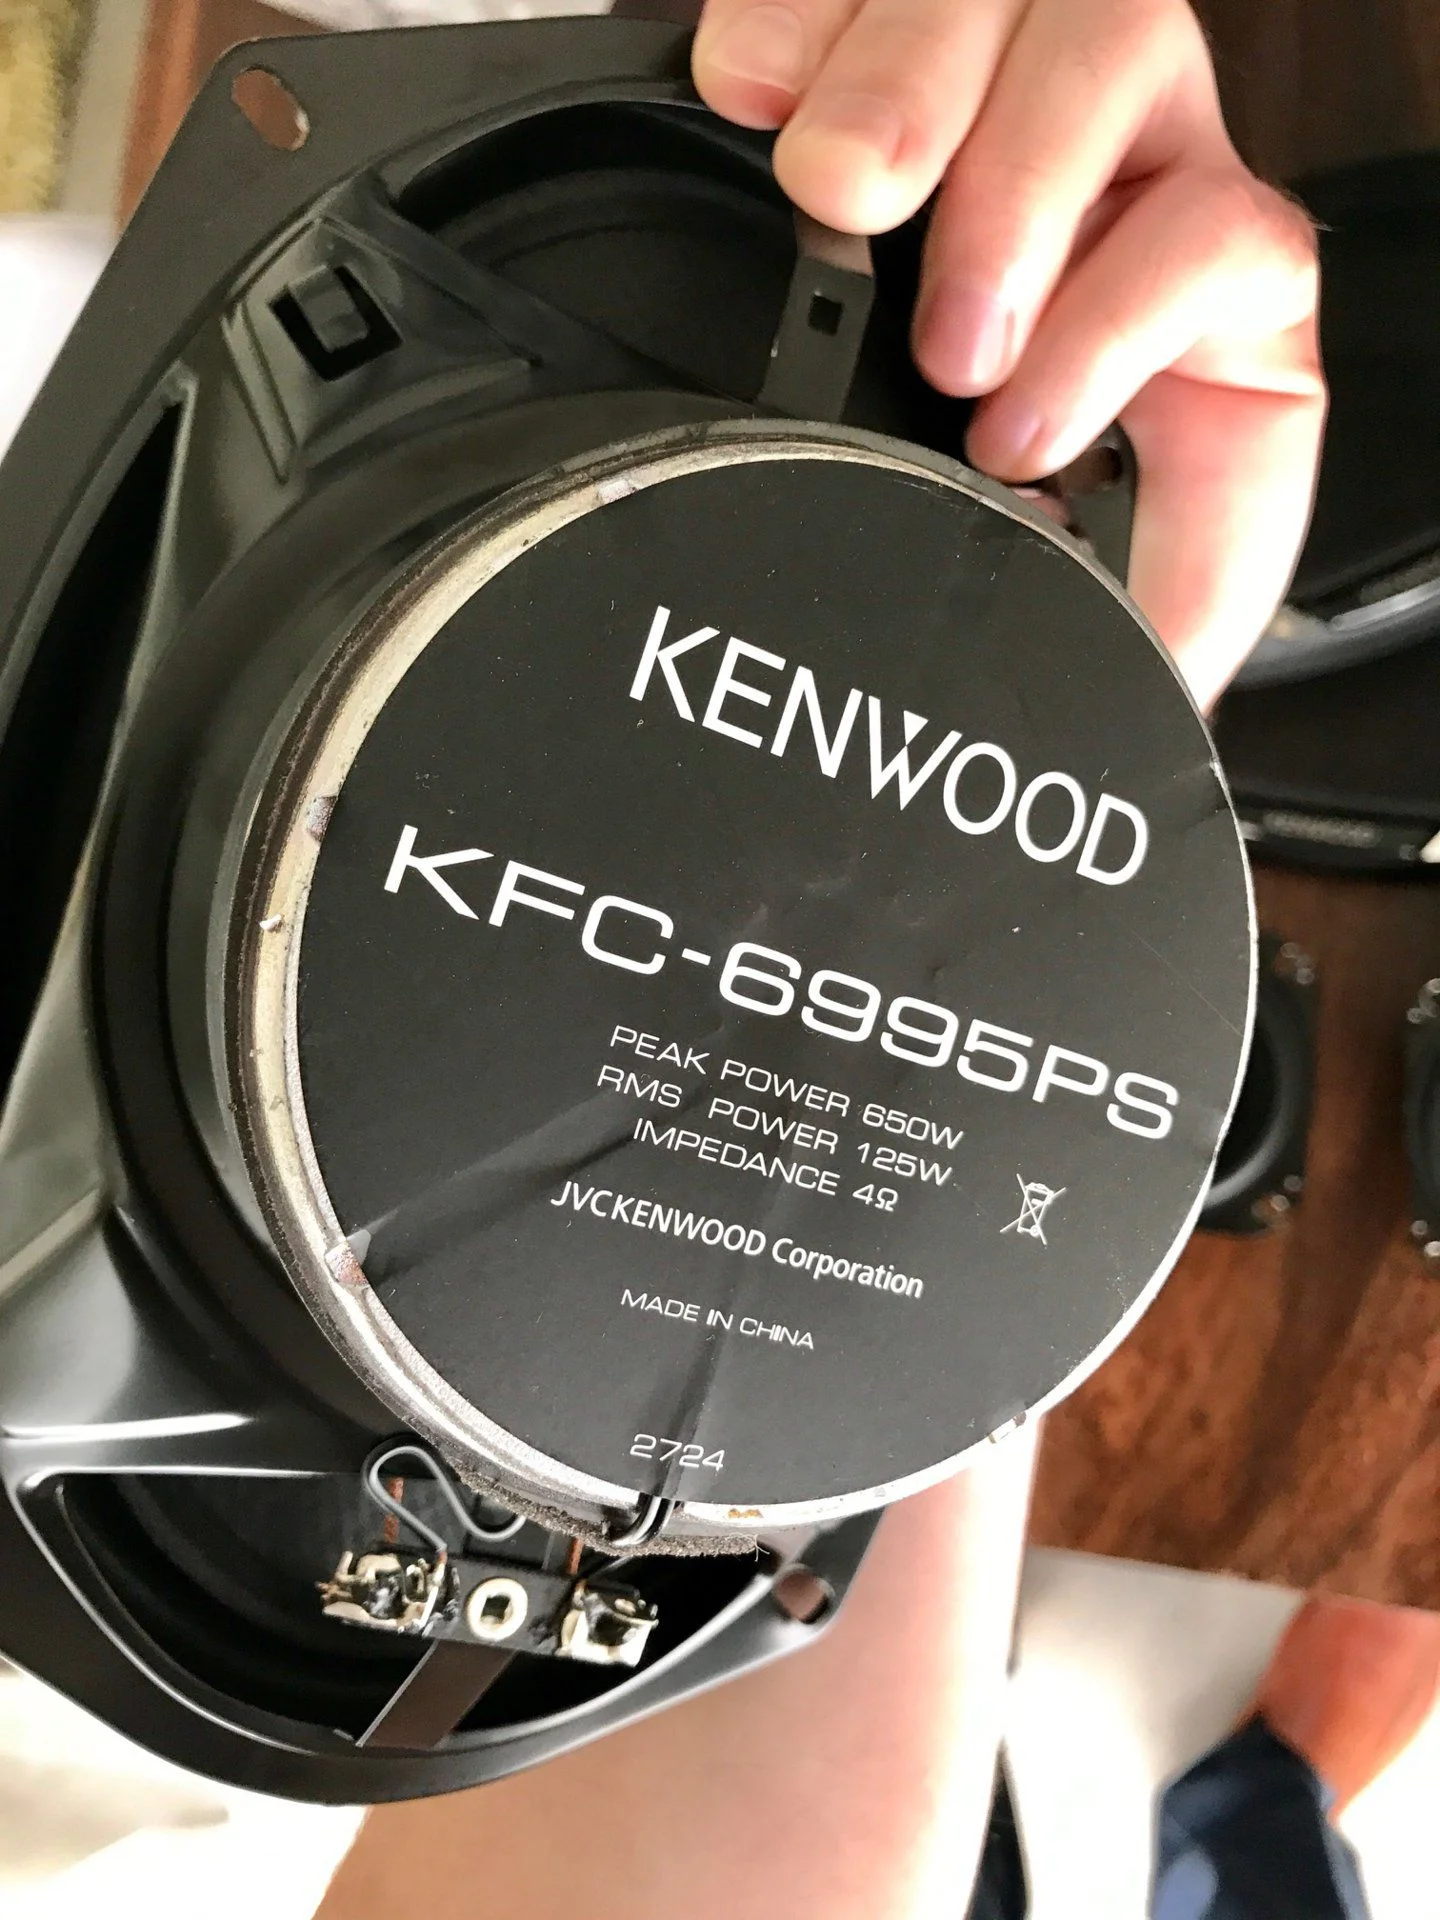 KENWOOD
KFC-6995PS
PEAK POWER 650W
RMS POWER 125W
IMPEDANCE 4Ω
JVCKENWOOD Corporation
MADE IN CHINA
2724